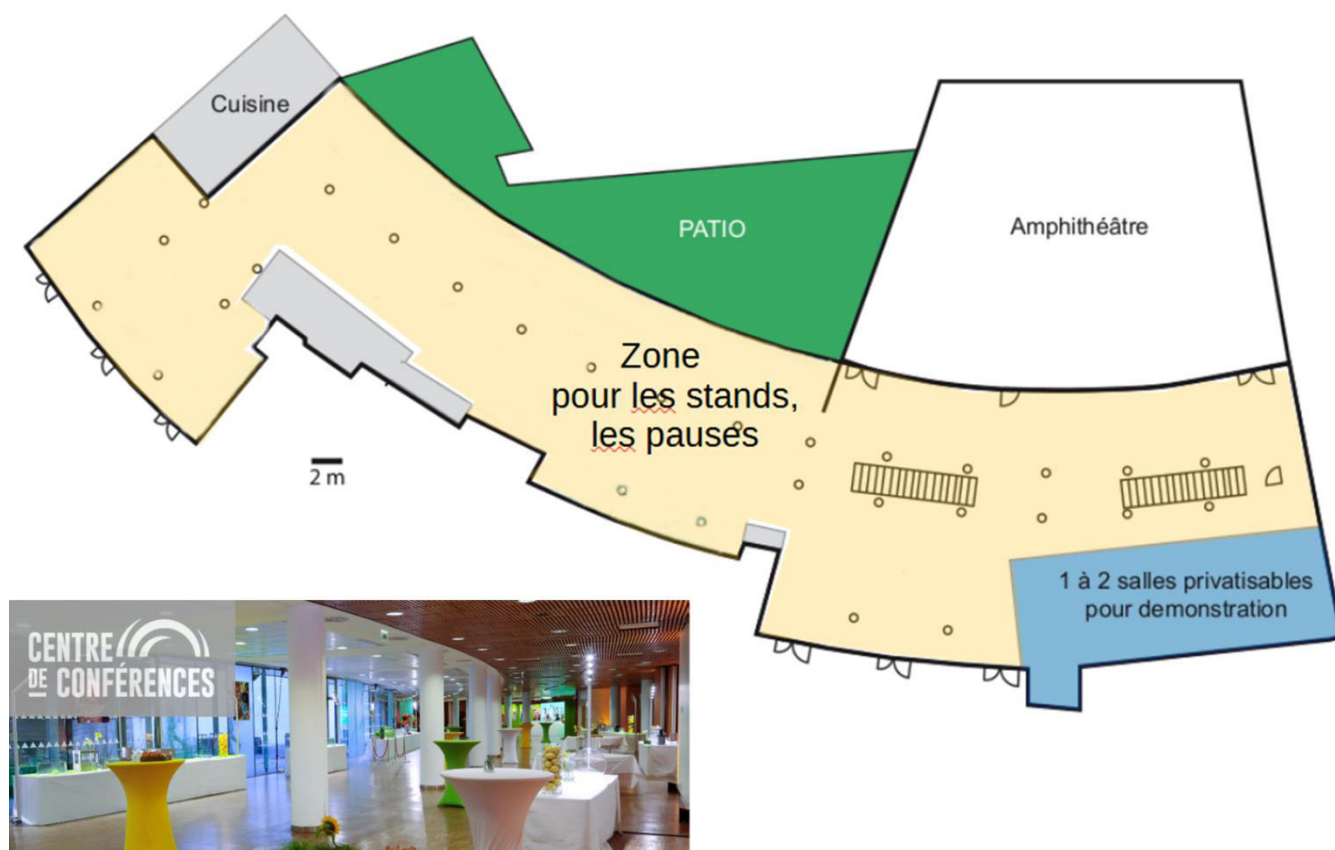 Cuisine
PATIO
Amphithéâtre
Zone
pour les stands,
les pauses
2 m
1 à 2 salles privatisables
pour demonstration
CENTRE
DE CONFÉRENCES